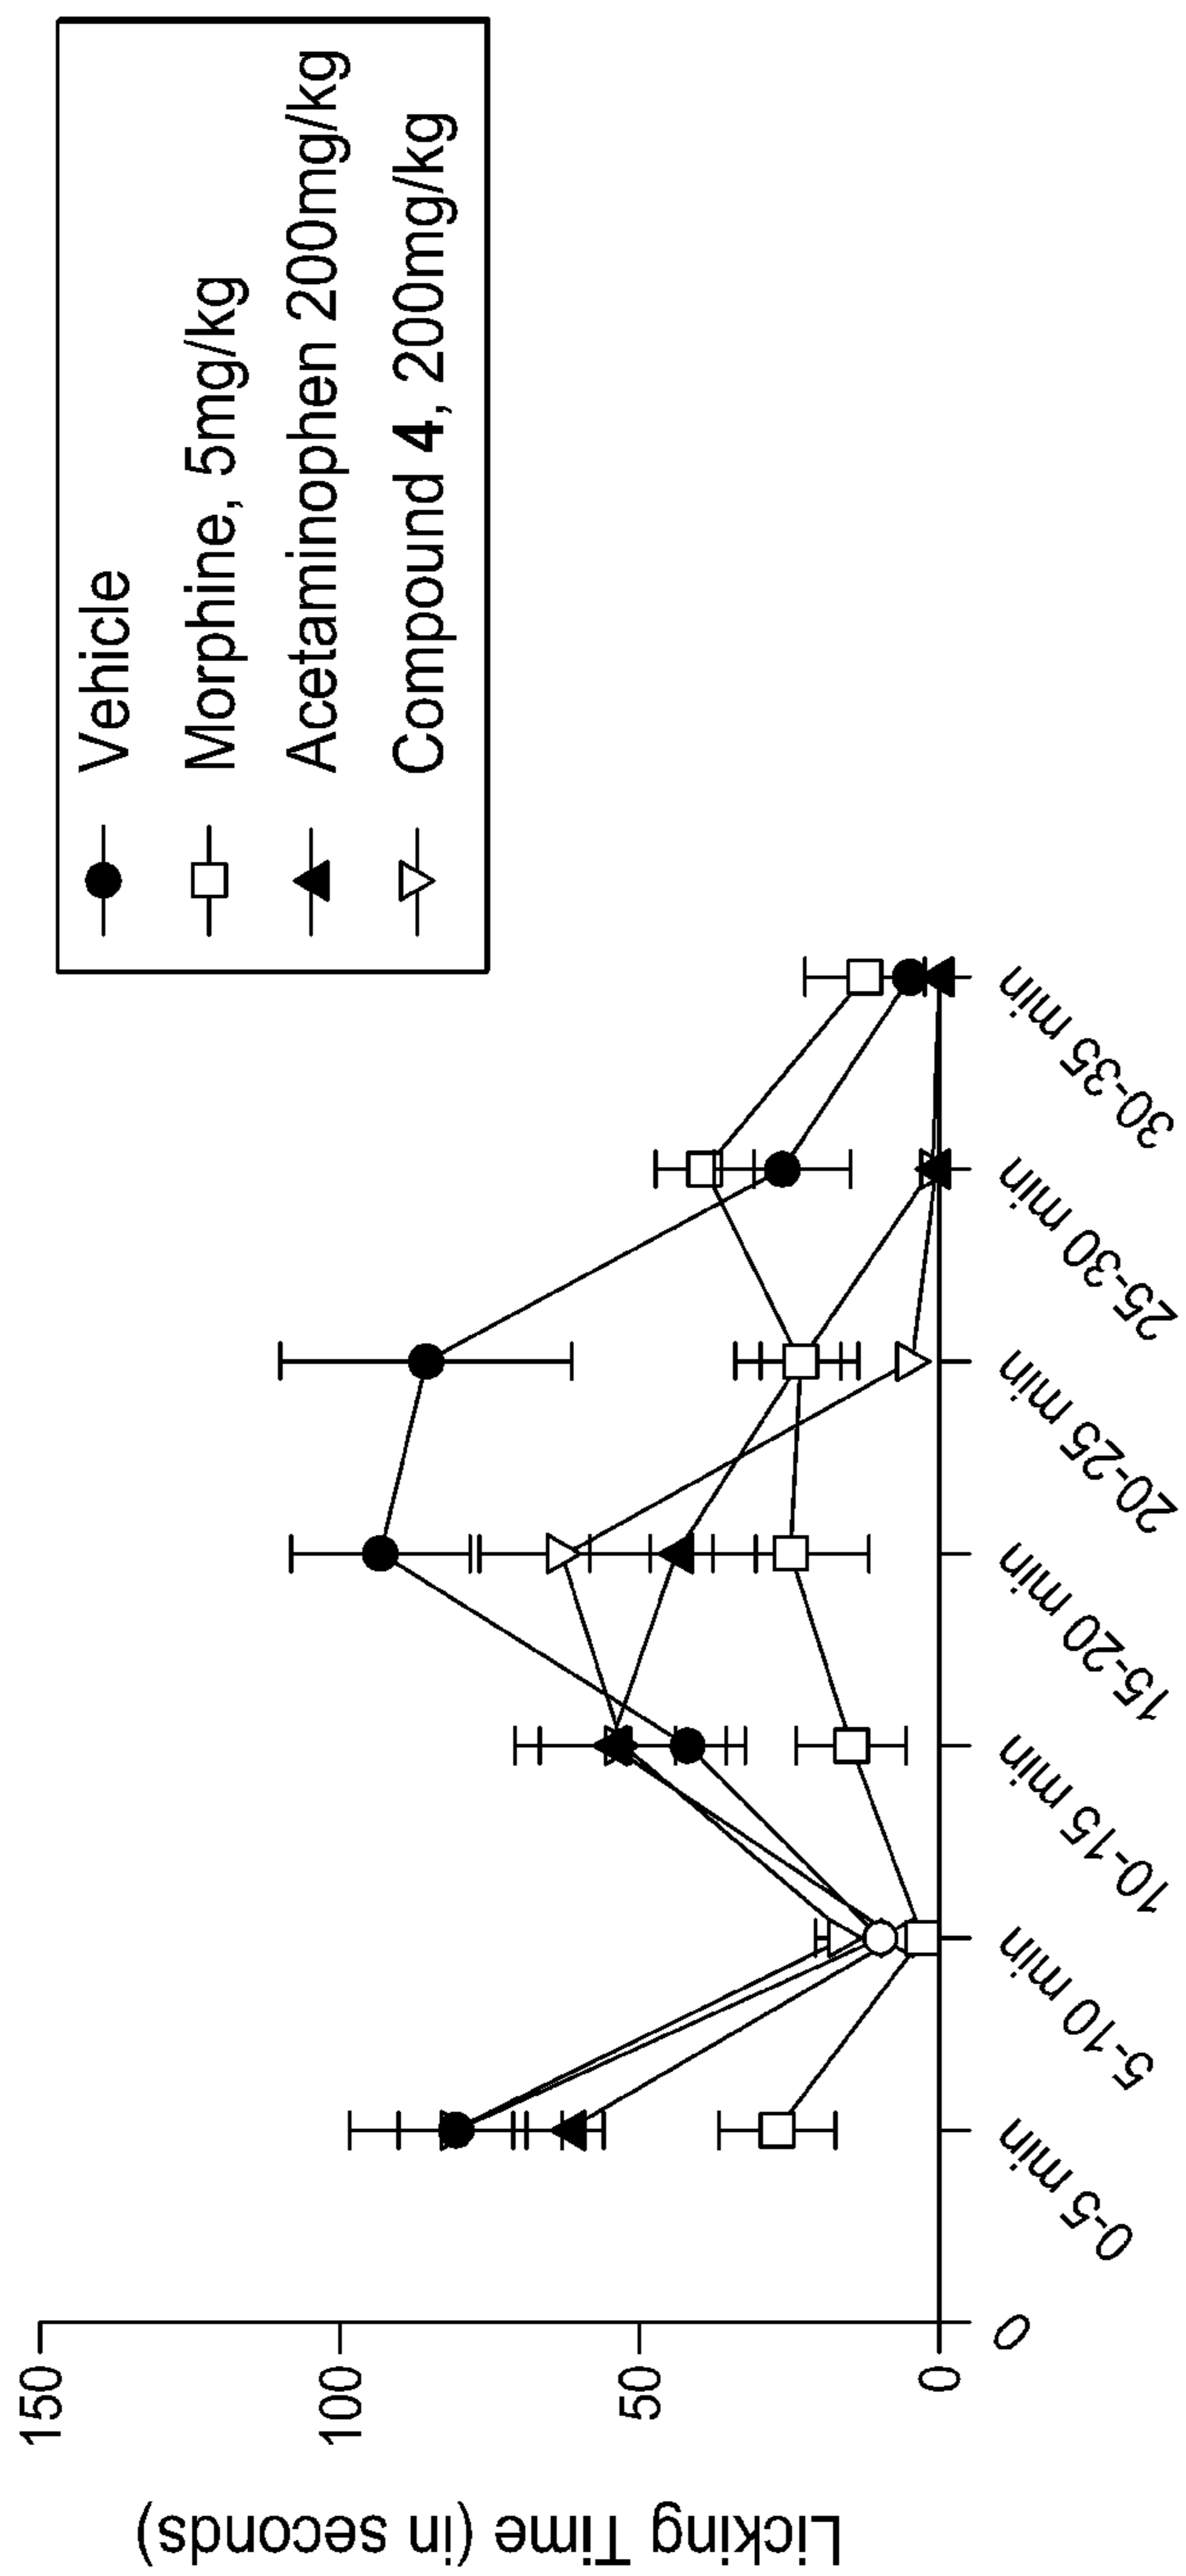 Vehicle
Morphine, 5mg/kg
Acetaminophen 200mg/kg
Compound 4, 200mg/kg
Licking Time (in seconds)
150
100
50
0
0
0-5 min
5-10 min
10-15 min
15-20 min
20-25 min
25-30 min
30-35 min